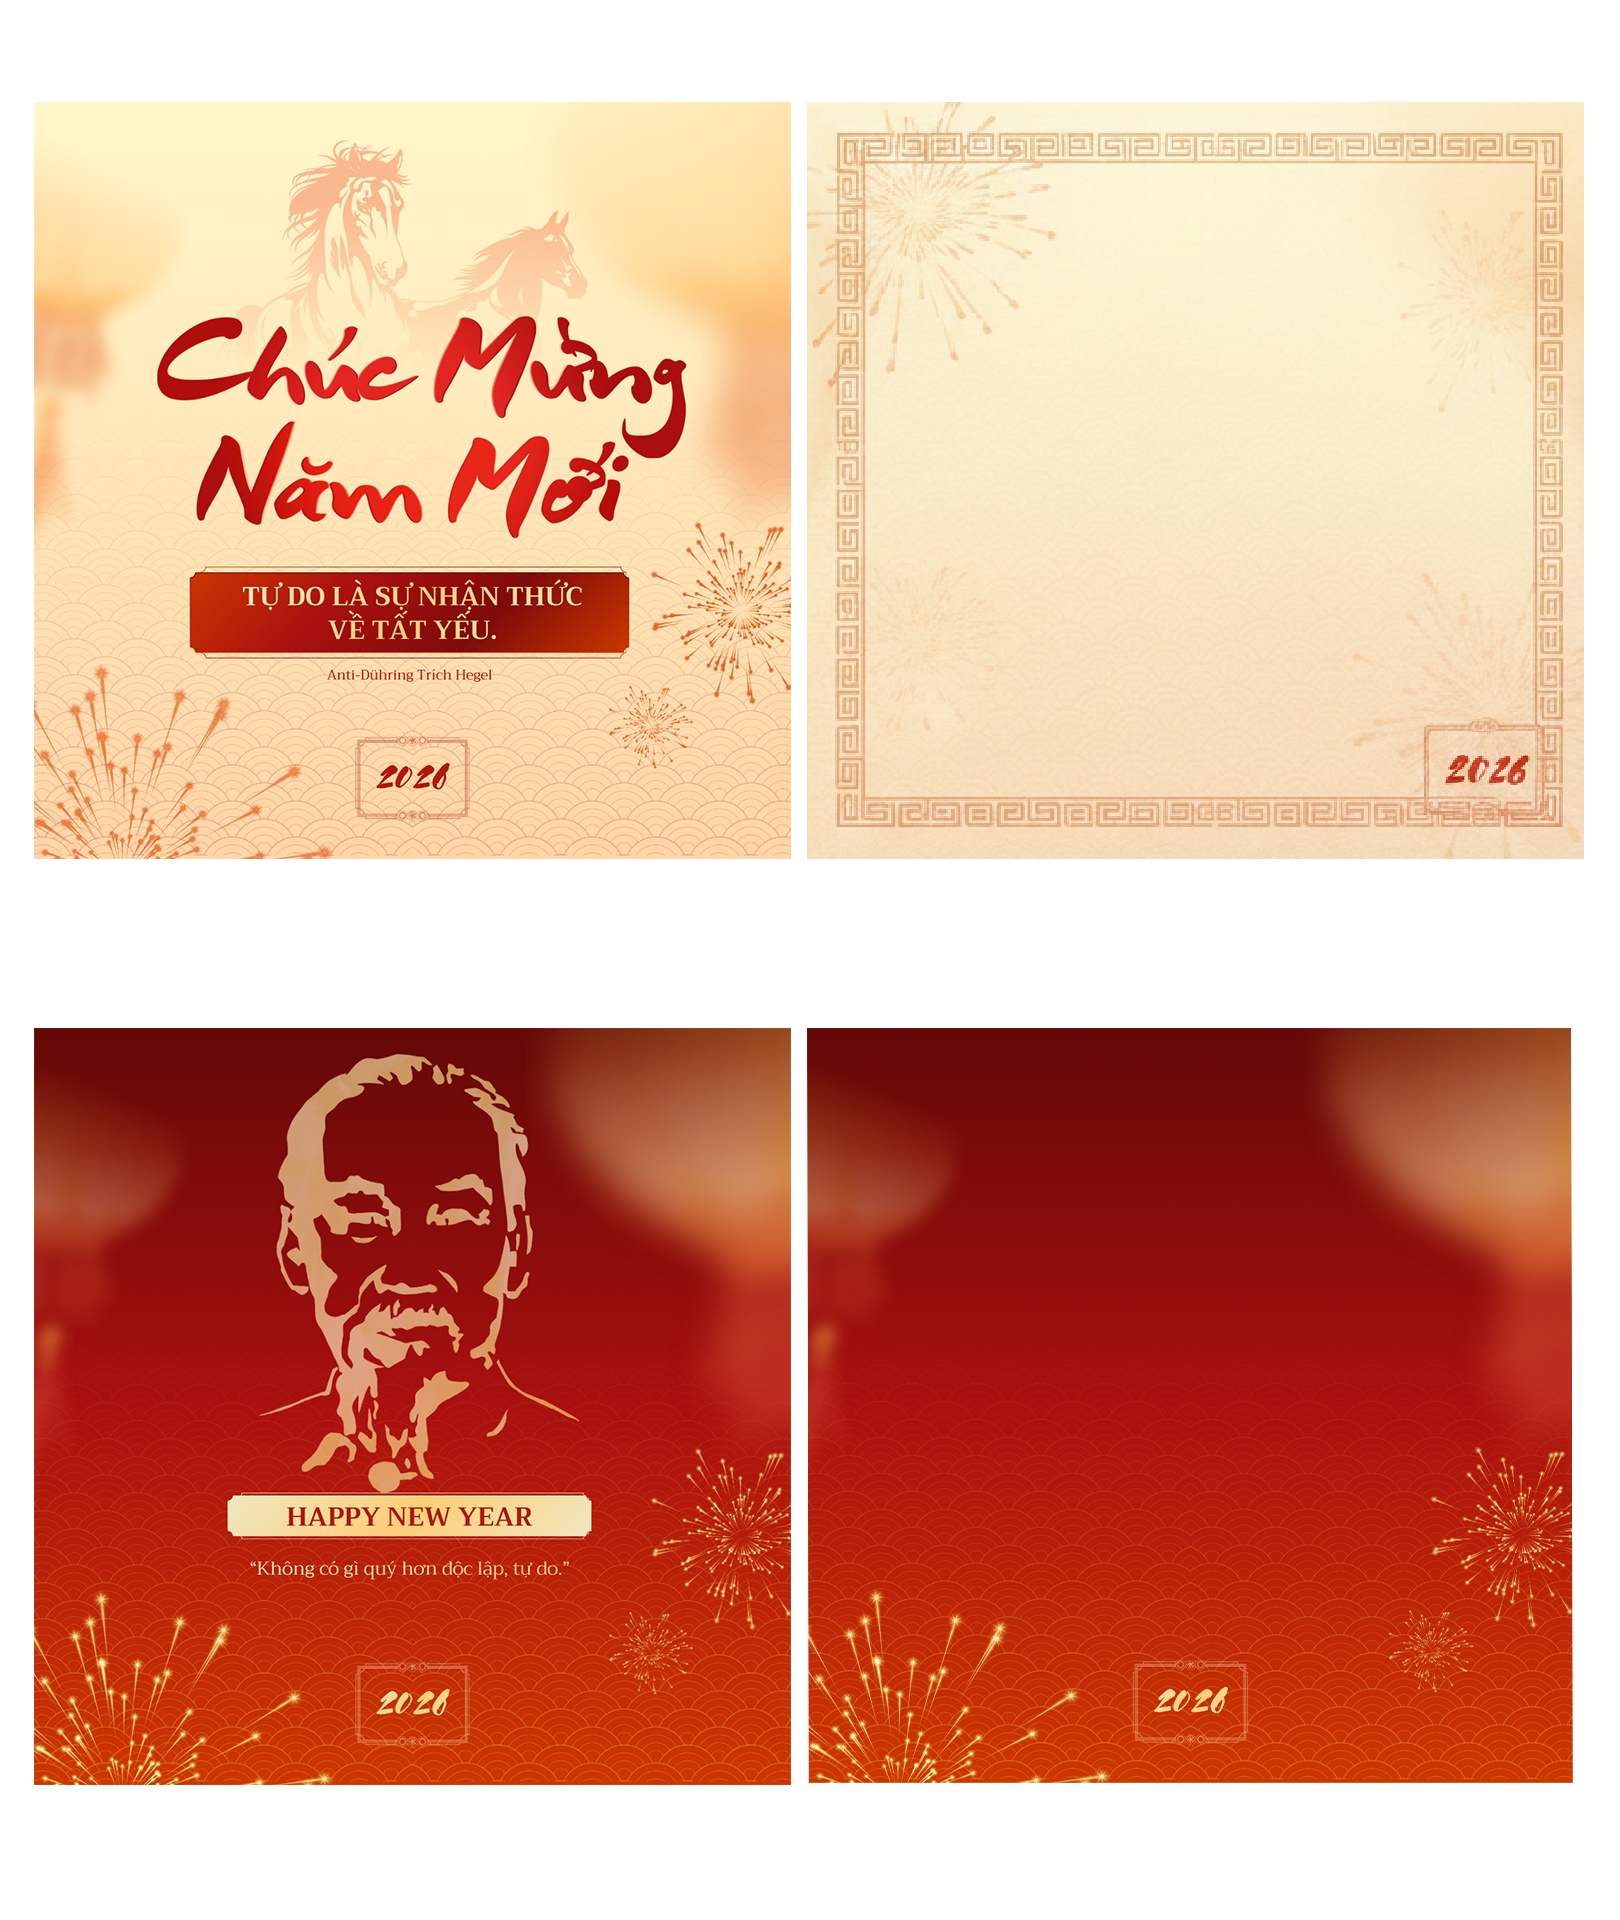 Chúc Mừng
Năm Mới
TỰ DO LÀ SỰ NHẬN THỨC
VỀ TẤT YẾU.
Anti-Dühring Trích Hegel
2026
2026
HAPPY NEW YEAR
“Không có gì quý hơn độc lập, tự do.”
2026
2026